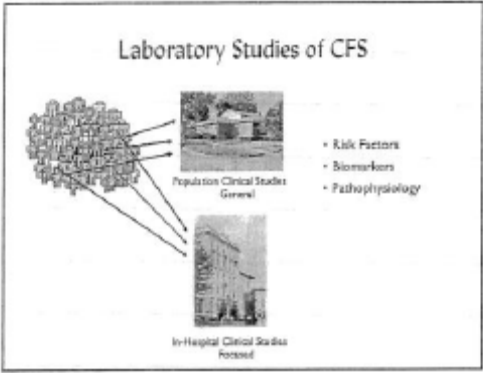 Laboratory Studies of CFS
Population Clinical Studies
General
• Risk Factors
• Biomarkers
• Pathophysiology
In-Hospital Clinical Studies
Focused